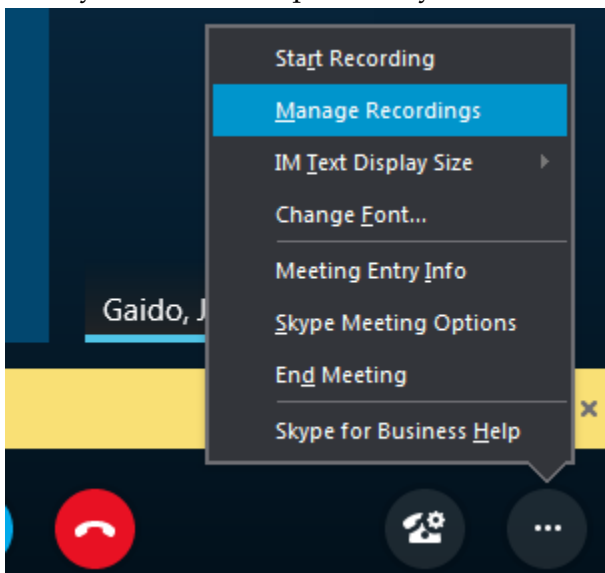 Start Recording
Manage Recordings
IM Text Display Size
Change Font...
Meeting Entry Info
Gaido, J
Skype Meeting Options
End Meeting
Skype for Business Help